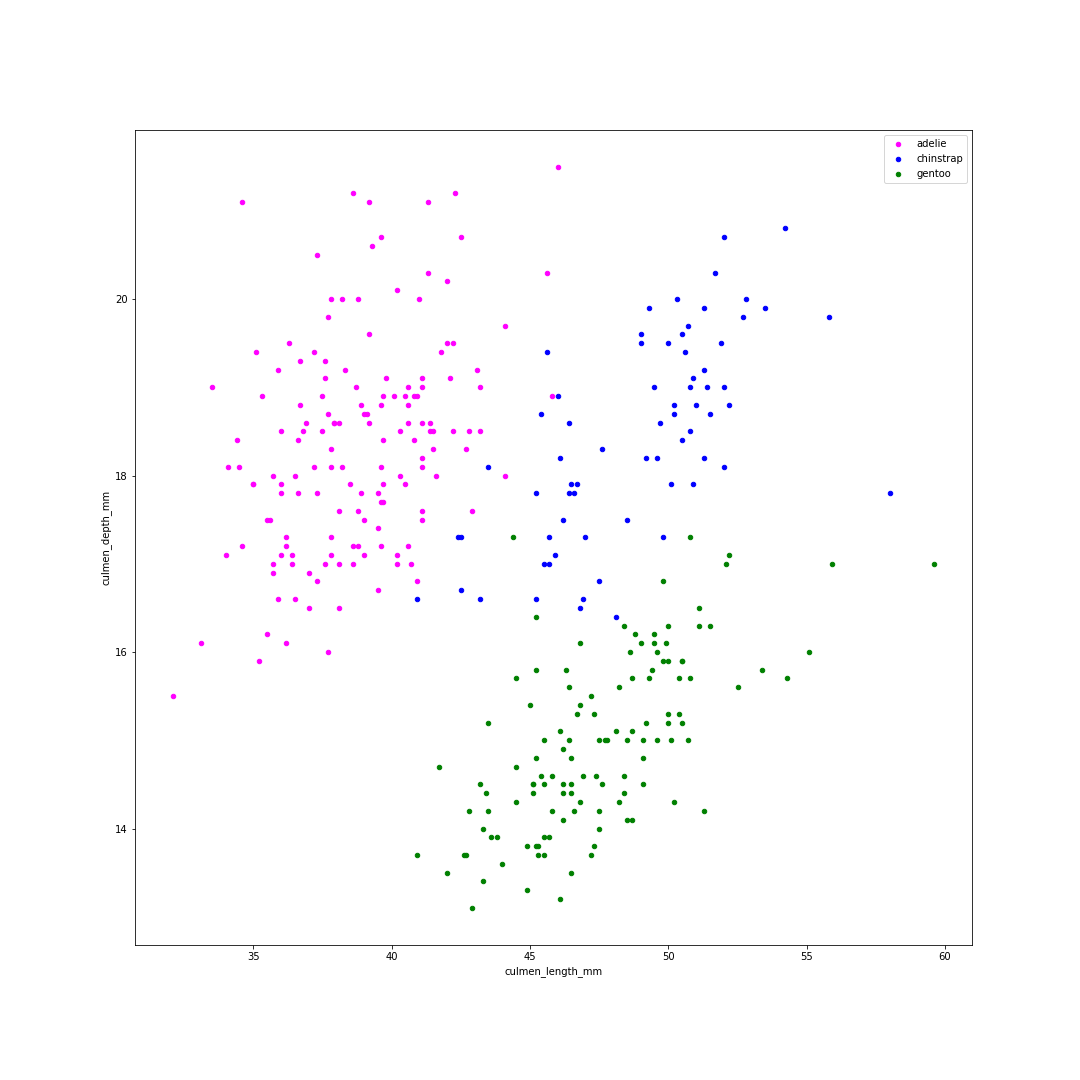 adelie
chinstrap
gentoo
culmen_depth_mm
20
18
16
14
35 40 45 50 55 60
culmen_length_mm